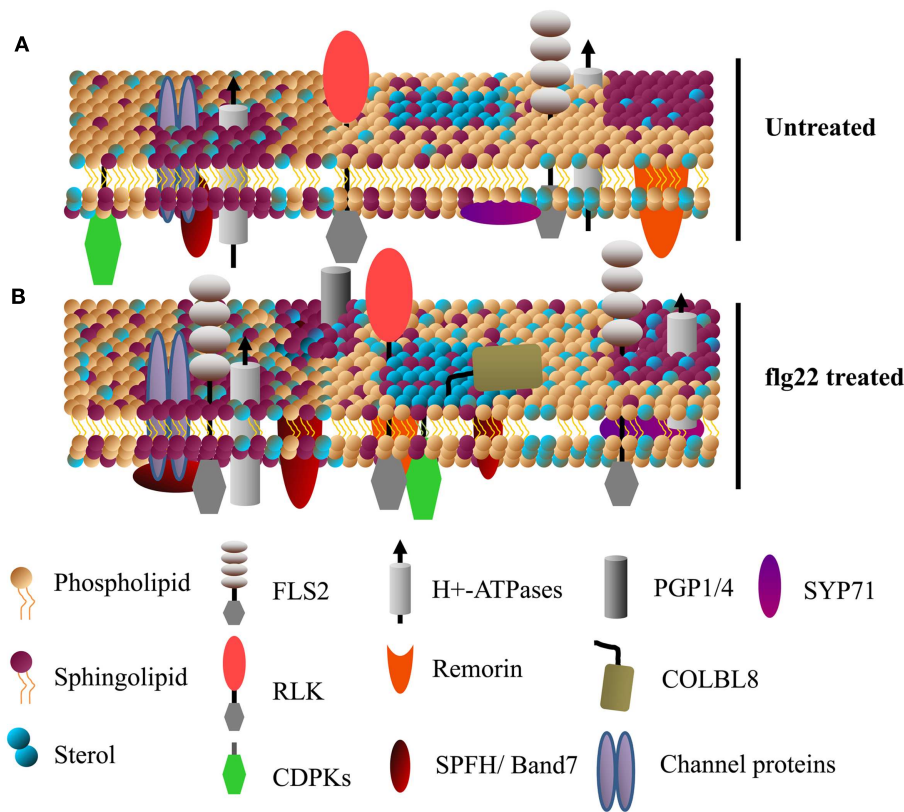 A
Untreated
B
flg22 treated
Phospholipid
FLS2
H+-ATPases
PGP1/4
SYP71
Sphingolipid
RLK
Remorin
COLBL8
Sterol
CDPKs
SPFH/ Band7
Channel proteins